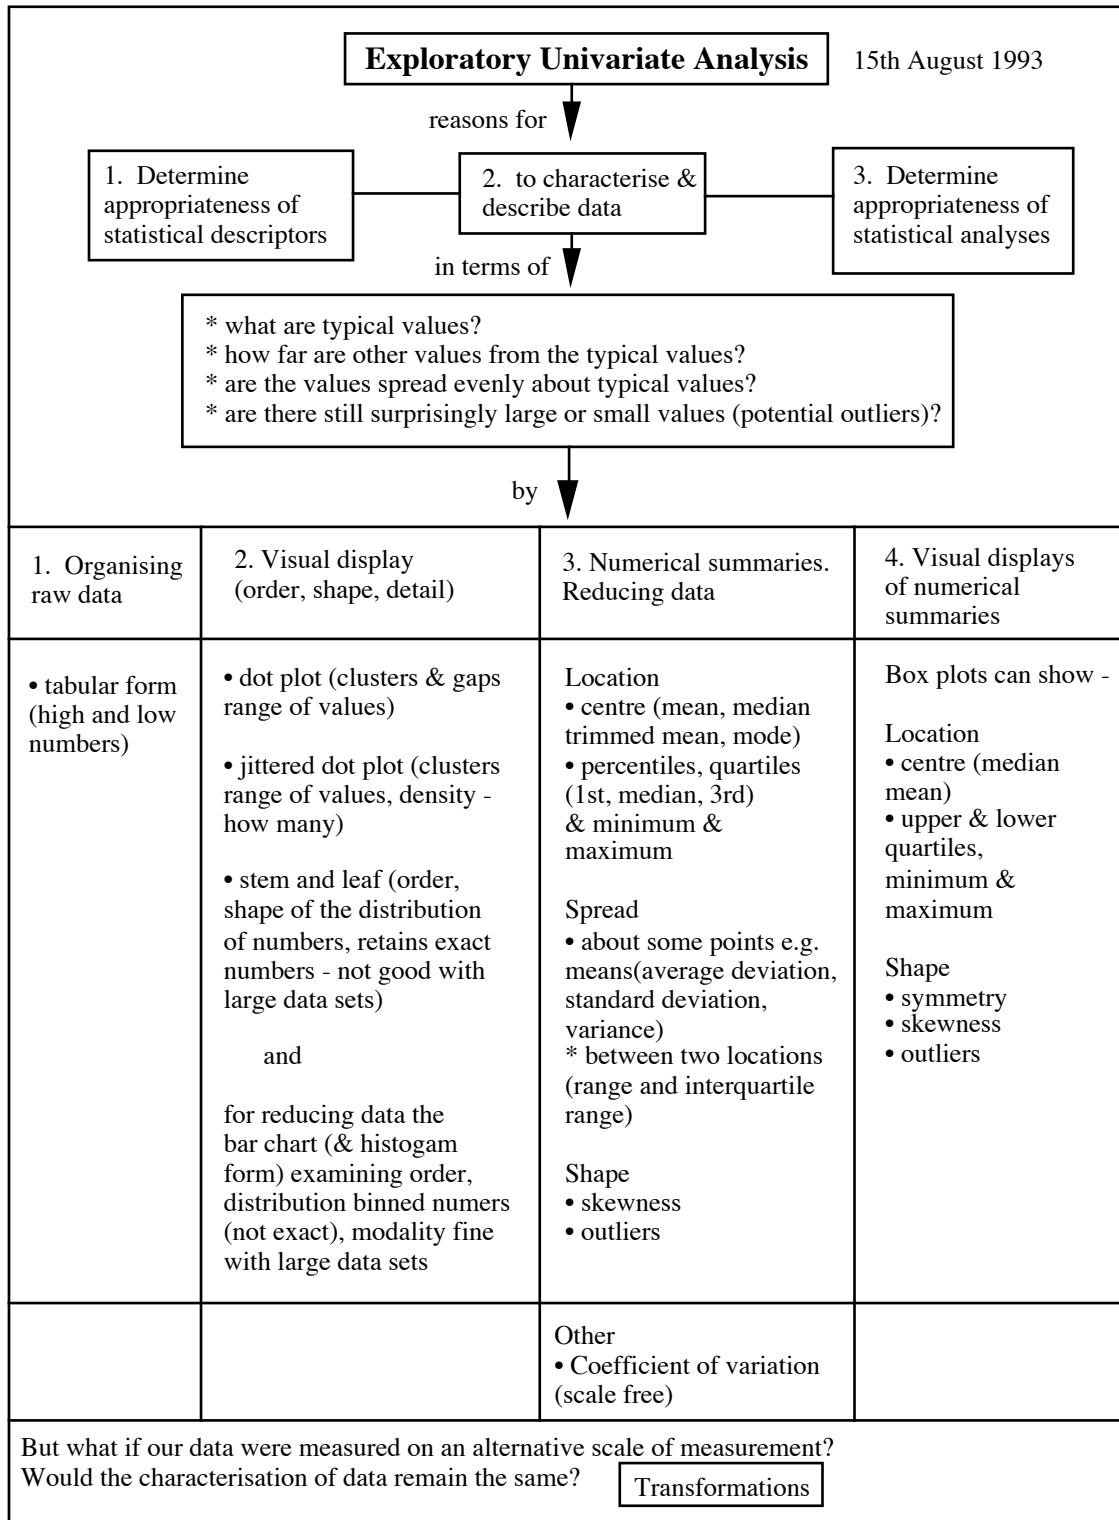 Exploratory Univariate Analysis 15th August 1993
reasons for
1. Determine
appropriateness of
statistical descriptors
2. to characterise &
describe data
3. Determine
appropriateness of
statistical analyses
in terms of
* what are typical values?
* how far are other values from the typical values?
* are the values spread evenly about typical values?
* are there still surprisingly large or small values (potential outliers)?
by
1. Organising
raw data
2. Visual display
(order, shape, detail)
3. Numerical summaries.
Reducing data
4. Visual displays
of numerical
summaries
• tabular form
(high and low
numbers)
• dot plot (clusters & gaps
range of values)
• jittered dot plot (clusters
range of values, density -
how many)
• stem and leaf (order,
shape of the distribution
of numbers, retains exact
numbers - not good with
large data sets)
and
for reducing data the
bar chart (& histogam
form) examining order,
distribution binned numers
(not exact), modality fine
with large data sets
Location
• centre (mean, median
trimmed mean, mode)
• percentiles, quartiles
(1st, median, 3rd)
& minimum &
maximum
Spread
• about some points e.g.
means(average deviation,
standard deviation,
variance)
* between two locations
(range and interquartile
range)
Shape
• skewness
• outliers
Box plots can show -
Location
• centre (median
mean)
• upper & lower
quartiles,
minimum &
maximum
Shape
• symmetry
• skewness
• outliers
Other
• Coefficient of variation
(scale free)
But what if our data were measured on an alternative scale of measurement?
Would the characterisation of data remain the same?
Transformations